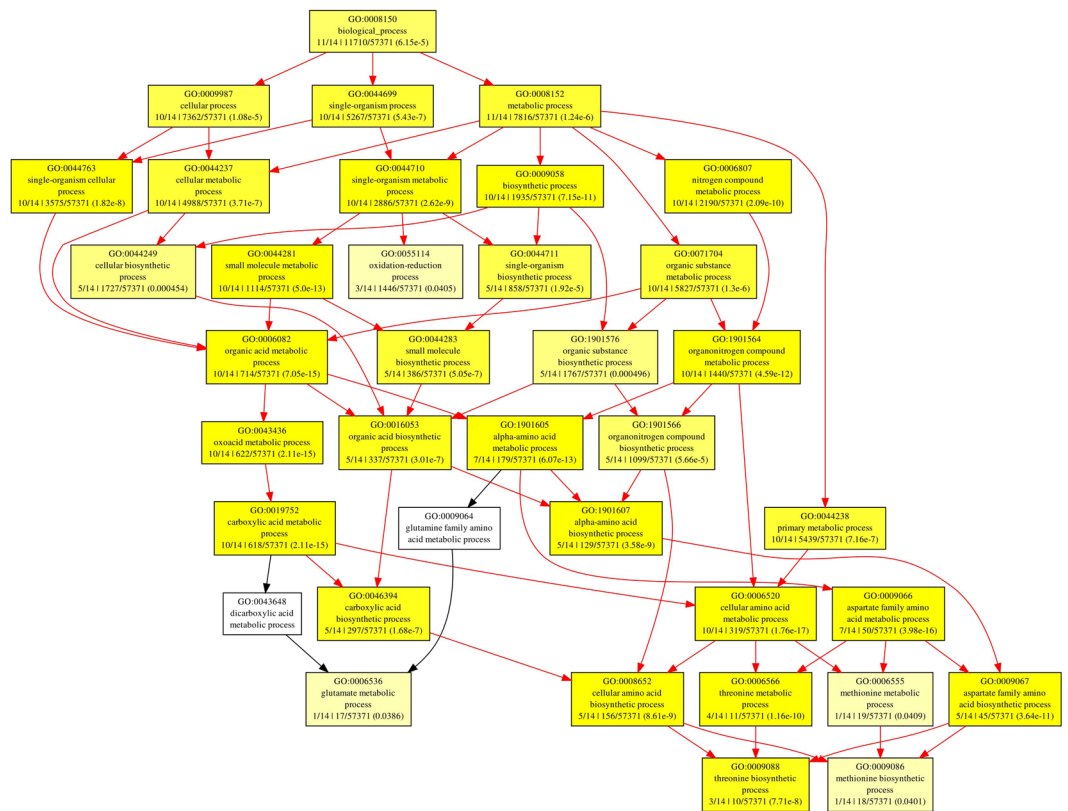 GO:0008150
biological_process
11/14 | 11710/57371 (6.15e-5)
GO:0009987
cellular process
10/14 | 7362/57371 (1.08e-5)
GO:0044699
single-organism process
10/14 | 5267/57371 (5.43e-7)
GO:0008152
metabolic process
11/14 | 7816/57371 (1.24e-6)
GO:0044763
single-organism cellular
process
10/14 | 3575/57371 (1.82e-8)
GO:0044237
cellular metabolic
process
10/14 | 4988/57371 (3.71e-7)
GO:0044710
single-organism metabolic
process
10/14 | 2886/57371 (2.62e-9)
GO:0009058
biosynthetic process
10/14 | 1935/57371 (7.15e-11)
GO:0006807
nitrogen compound
metabolic process
10/14 | 2190/57371 (2.09e-10)
GO:0044249
cellular biosynthetic
process
5/14 | 1727/57371 (0.000454)
GO:0044281
small molecule metabolic
process
10/14 | 1114/57371 (5.0e-13)
GO:0055114
oxidation-reduction
process
3/14 | 1446/57371 (0.0405)
GO:0044711
single-organism
biosynthetic process
5/14 | 858/57371 (1.92e-5)
GO:0071704
organic substance
metabolic process
10/14 | 5827/57371 (1.3e-6)
GO:0006082
organic acid metabolic
process
10/14 | 714/57371 (7.05e-15)
GO:0044283
small molecule
biosynthetic process
5/14 | 386/57371 (5.05e-7)
GO:1901576
organic substance
biosynthetic process
5/14 | 1767/57371 (0.000496)
GO:1901564
organonitrogen compound
metabolic process
10/14 | 1440/57371 (4.59e-12)
GO:0043436
oxoacid metabolic process
10/14 | 622/57371 (2.11e-15)
GO:0016053
organic acid biosynthetic
process
5/14 | 337/57371 (3.01e-7)
GO:1901605
alpha-amino acid
metabolic process
7/14 | 179/57371 (6.07e-13)
GO:1901566
organonitrogen compound
biosynthetic process
5/14 | 1099/57371 (5.66e-5)
GO:0019752
carboxylic acid metabolic
process
10/14 | 618/57371 (2.11e-15)
GO:0009064
glutamine family amino
acid metabolic process
GO:1901607
alpha-amino acid
biosynthetic process
5/14 | 129/57371 (3.58e-9)
GO:0044238
primary metabolic process
10/14 | 5439/57371 (7.16e-7)
GO:0043648
dicarboxylic acid
metabolic process
GO:0046394
carboxylic acid
biosynthetic process
5/14 | 297/57371 (1.68e-7)
GO:0006520
cellular amino acid
metabolic process
10/14 | 319/57371 (1.76e-17)
GO:0009066
aspartate family amino
acid metabolic process
7/14 | 50/57371 (3.98e-16)
GO:0006536
glutamate metabolic
process
1/14 | 17/57371 (0.0386)
GO:0008652
cellular amino acid
biosynthetic process
5/14 | 156/57371 (8.61e-9)
GO:0006566
threonine metabolic
process
4/14 | 11/57371 (1.16e-10)
GO:0006555
methionine metabolic
process
1/14 | 19/57371 (0.0409)
GO:0009067
aspartate family amino
acid biosynthetic process
5/14 | 45/57371 (3.64e-11)
GO:0009088
threonine biosynthetic
process
3/14 | 10/57371 (7.71e-8)
GO:0009086
methionine biosynthetic
process
1/14 | 18/57371 (0.0401)